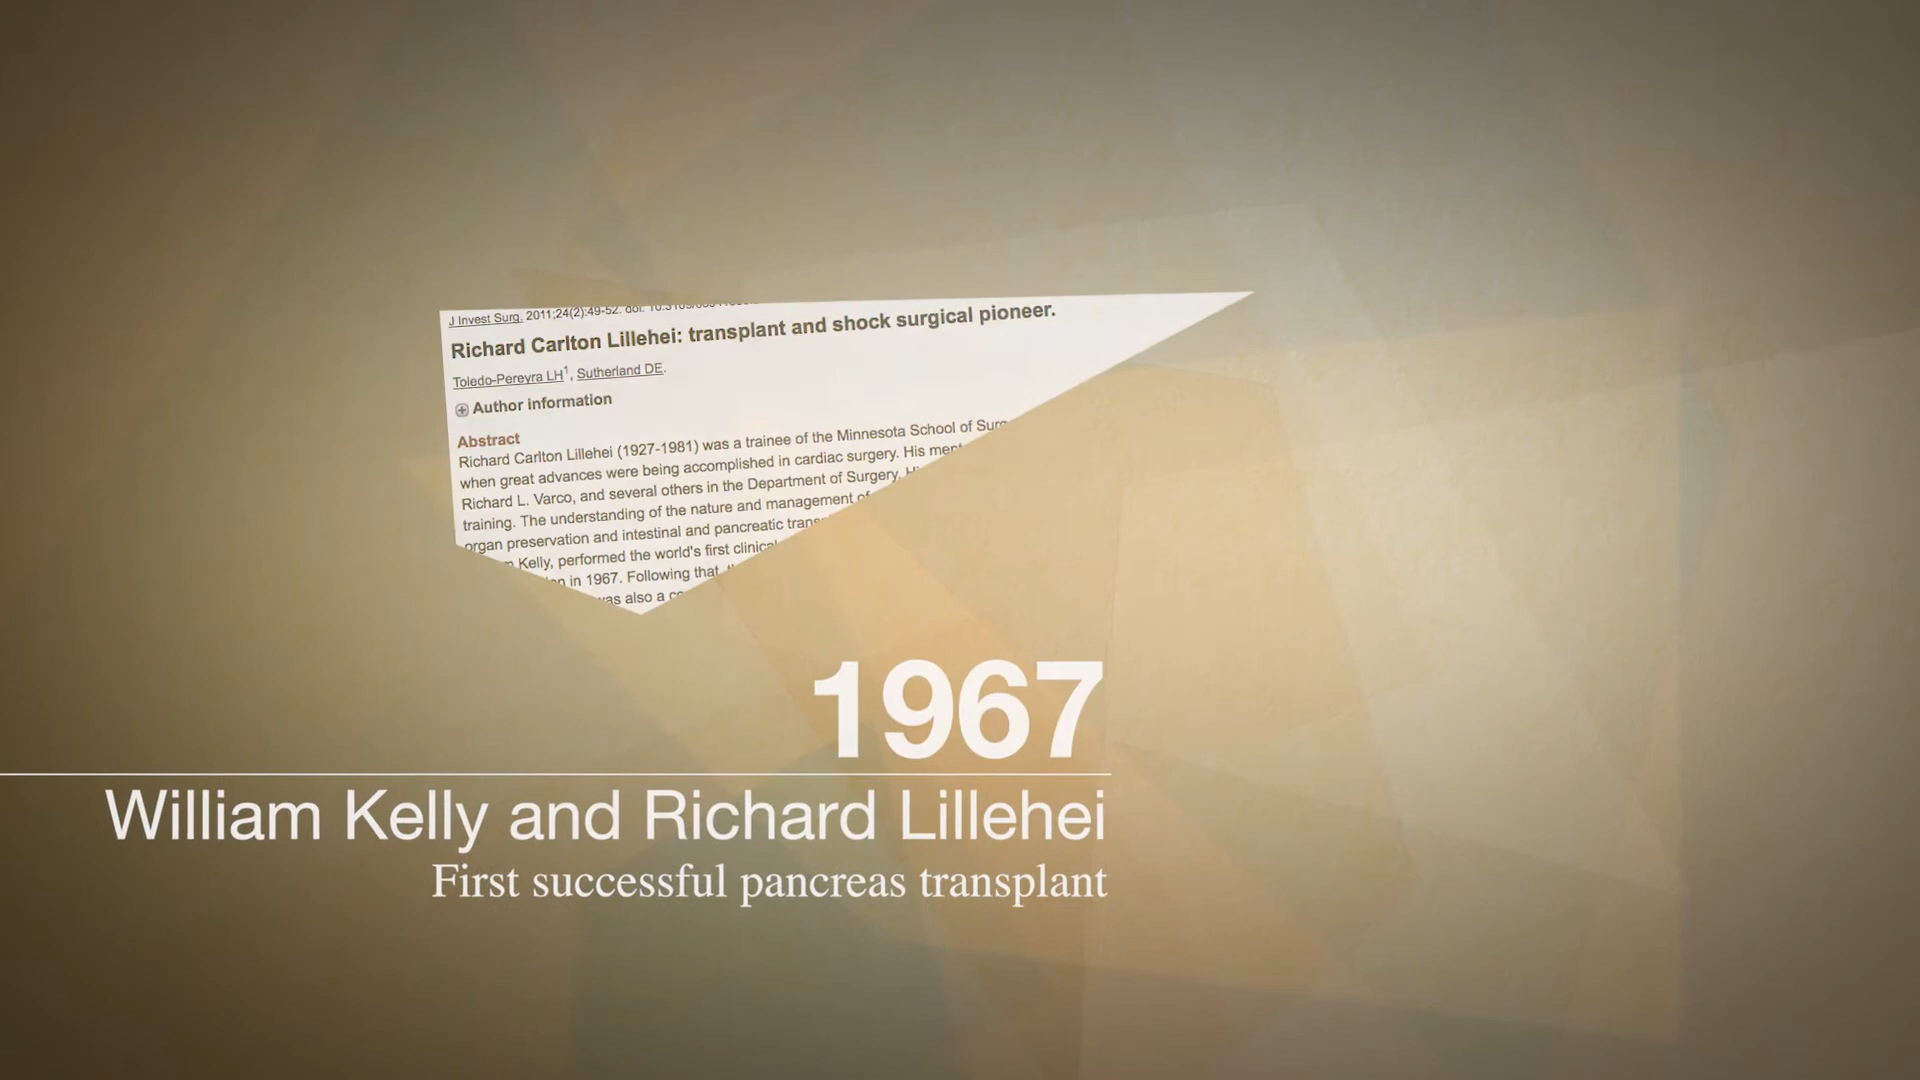 J Invest Surg. 2011;24(2):49-52. doi:
Richard Carlton Lillehei: transplant and shock surgical pioneer.
Toledo-Pereyra LH1, Sutherland DE.
Author information
Abstract
Richard Carlton Lillehei (1927-1981) was a trainee of the Minnesota School of
when great advances were being accomplished in cardiac surgery. His
Richard L. Varco, and several others in the Department of Surgery.
training. The understanding of the nature and management
organ preservation and intestinal and pancreatic
Kelly, performed the world's first
in 1967. Following that
was also a
1967
William Kelly and Richard Lillehei
First successful pancreas transplant